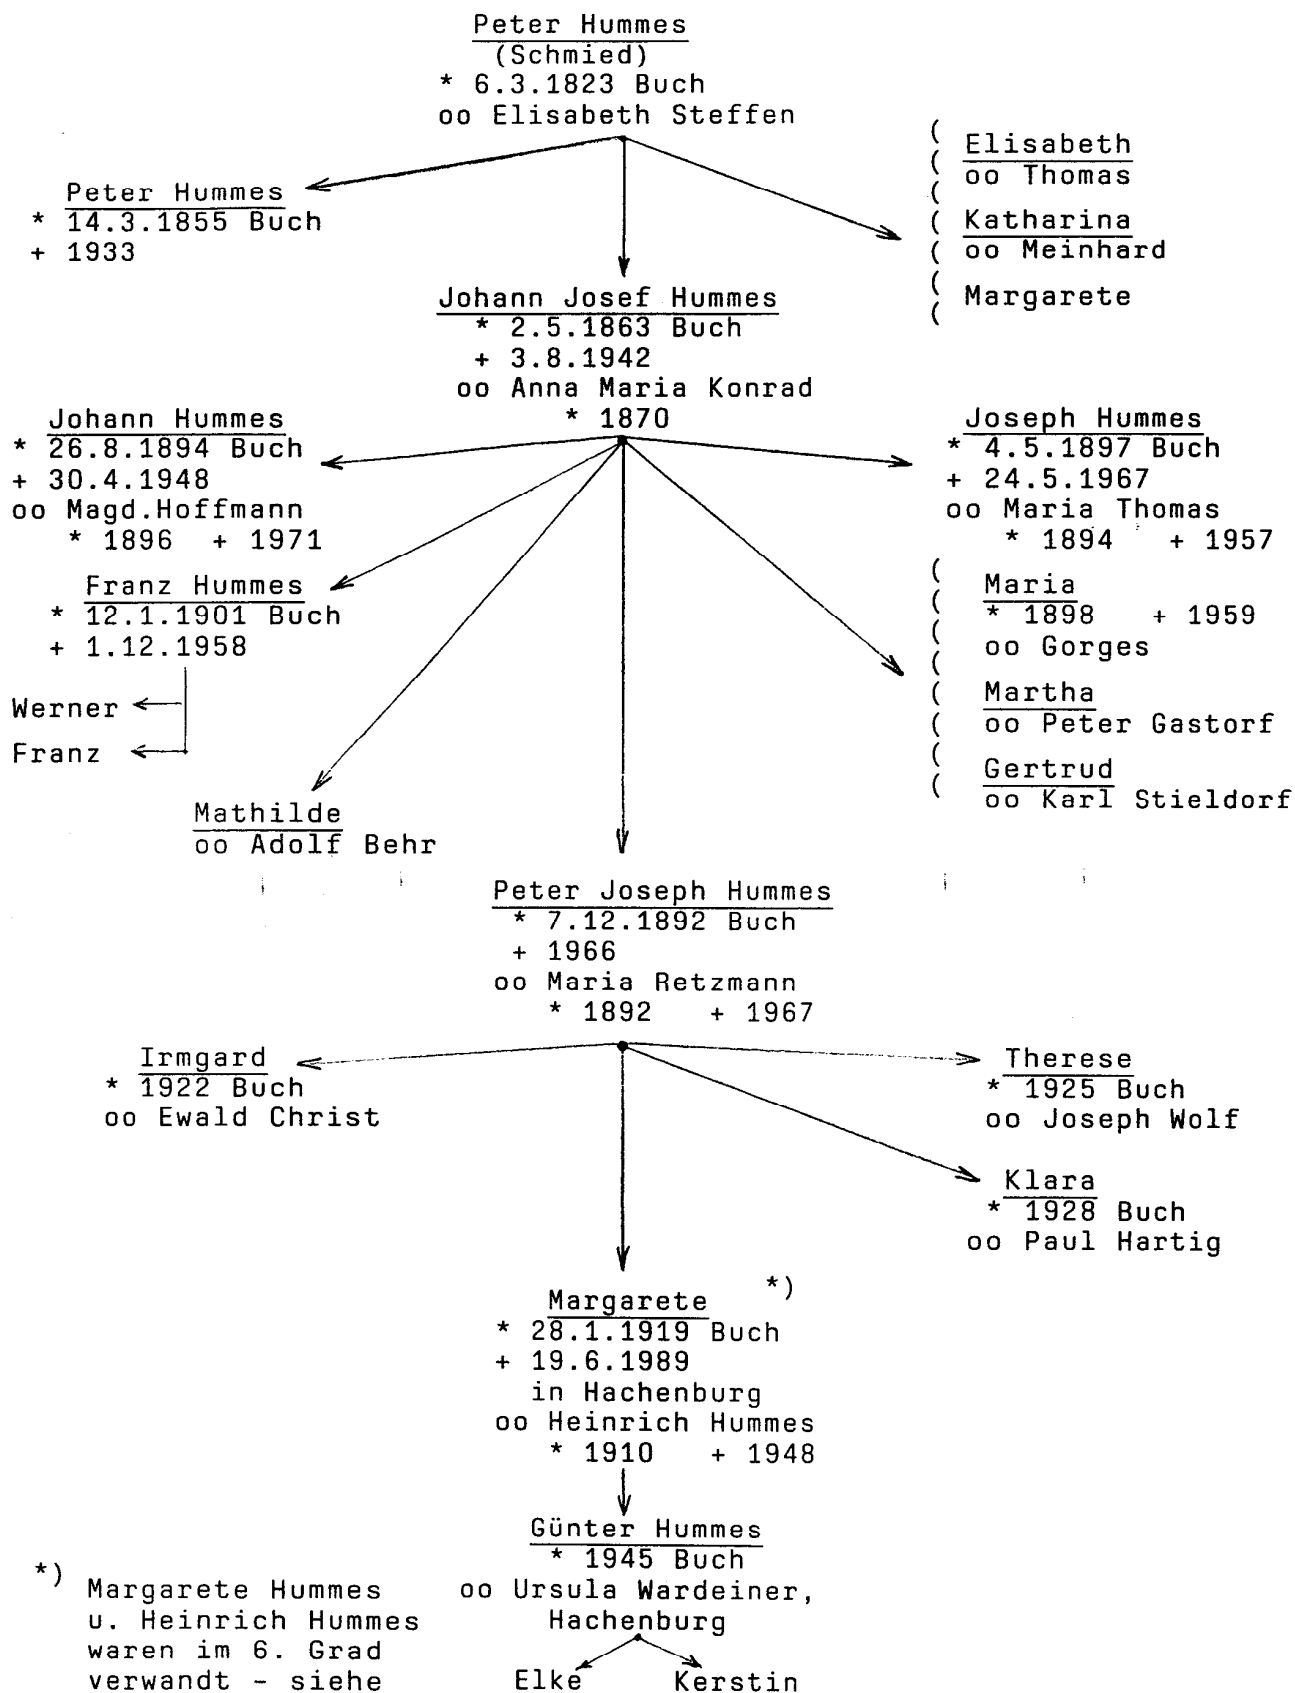 Peter Hummes
(Schmied)
* 6.3.1823 Buch
oo Elisabeth Steffen
Peter Hummes
* 14.3.1855 Buch
+ 1933
( Elisabeth
( oo Thomas
( Katharina
( oo Meinhard
( Margarete
Johann Josef Hummes
* 2.5.1863 Buch
+ 3.8.1942
oo Anna Maria Konrad
* 1870
Johann Hummes
* 26.8.1894 Buch
+ 30.4.1948
oo Magd.Hoffmann
* 1896 + 1971
Joseph Hummes
* 4.5.1897 Buch
+ 24.5.1967
oo Maria Thomas
* 1894 + 1957
Franz Hummes
* 12.1.1901 Buch
+ 1.12.1958
Werner
Franz
( Maria
( * 1898 + 1959
( oo Gorges
( Martha
( oo Peter Gastorf
( Gertrud
( oo Karl Stieldorf
Mathilde
oo Adolf Behr
Peter Joseph Hummes
* 7.12.1892 Buch
+ 1966
oo Maria Retzmann
* 1892 + 1967
Irmgard
* 1922 Buch
oo Ewald Christ
Therese
* 1925 Buch
oo Joseph Wolf
Klara
* 1928 Buch
oo Paul Hartig
Margarete *)
* 28.1.1919 Buch
+ 19.6.1989
in Hachenburg
oo Heinrich Hummes
* 1910 + 1948
Günter Hummes
* 1945 Buch
oo Ursula Wardeiner,
Hachenburg
Elke Kerstin
*) Margarete Hummes
u. Heinrich Hummes
waren im 6. Grad
verwandt - siehe